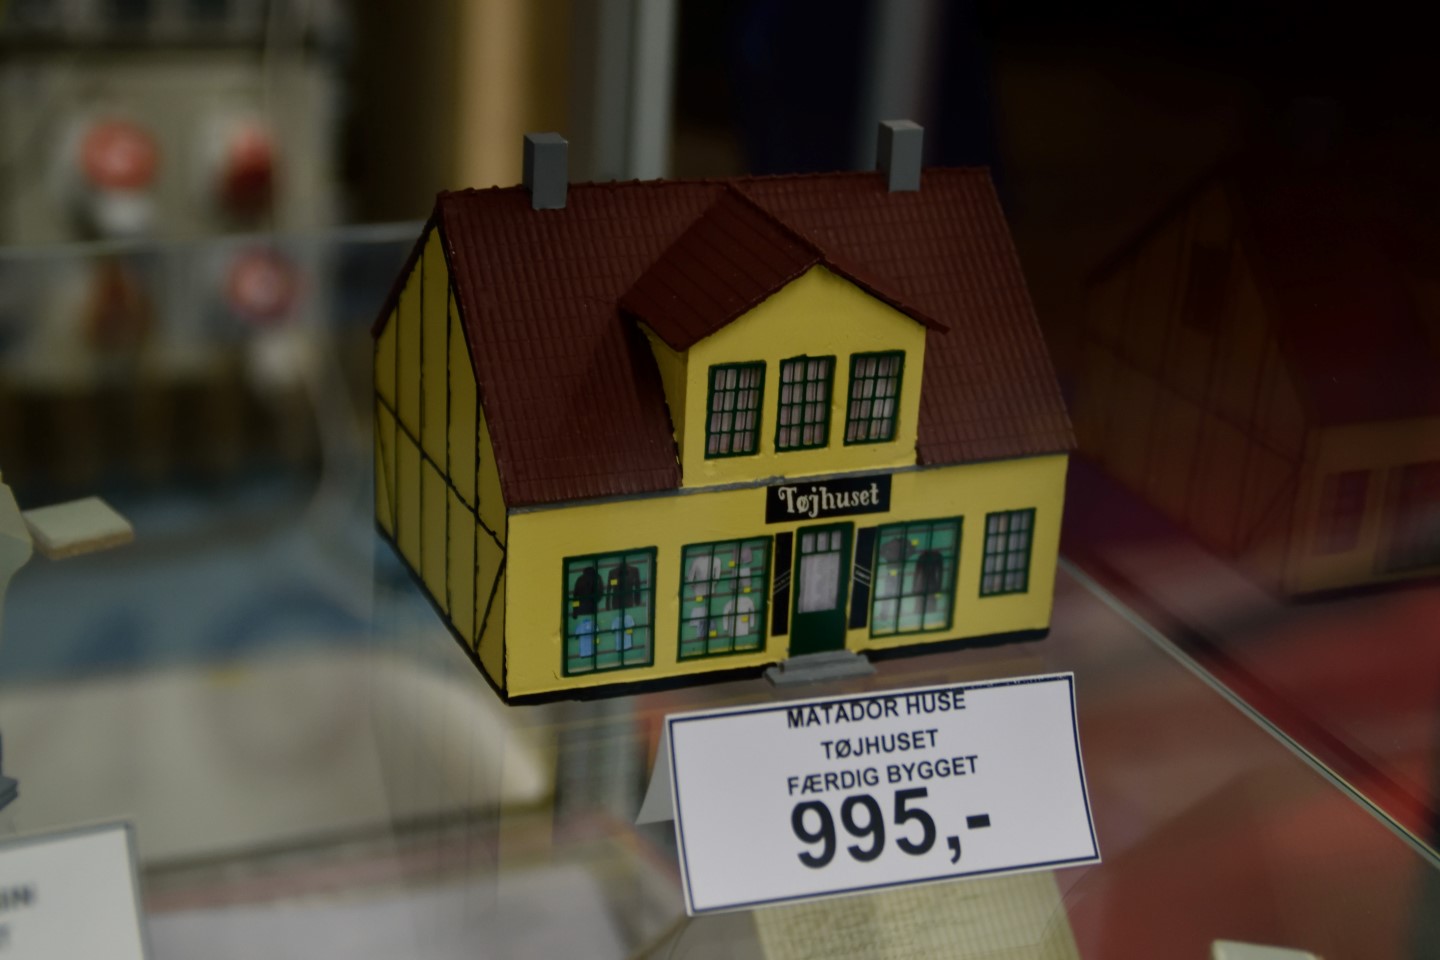 Tøjhuset
MATADOR HUSE
TØJHUSET
FÆRDIG BYGGET
995,-